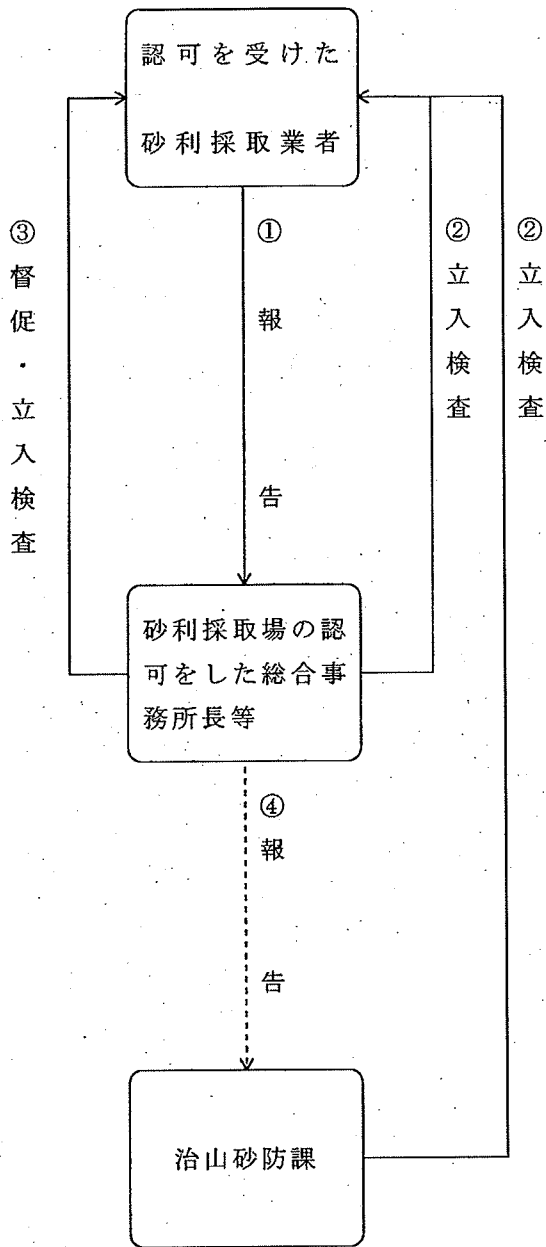 認可を受けた
砂利採取業者
①報告
②立入検査
②立入検査
③督促・立入検査
砂利採取場の認
可をした総合事
務所長等
④報告
治山砂防課